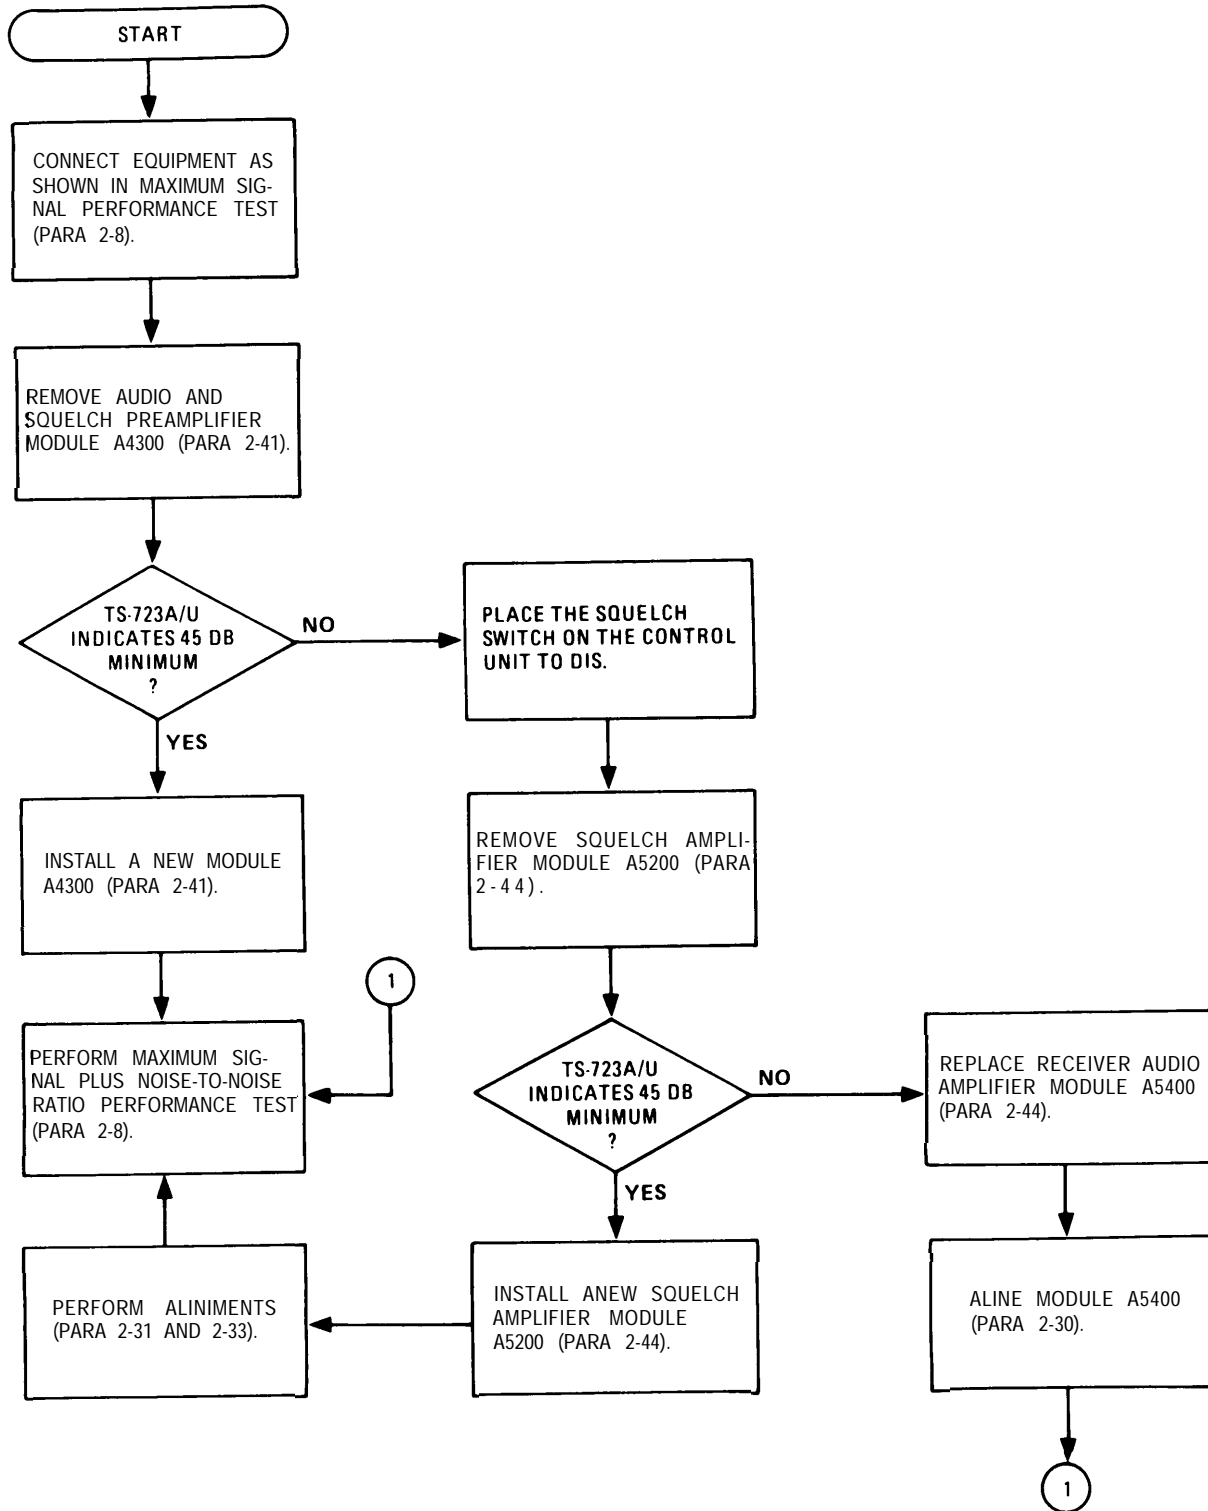 START
CONNECT EQUIPMENT AS
SHOWN IN MAXIMUM SIG-
NAL PERFORMANCE TEST
(PARA 2-8).
REMOVE AUDIO AND
SQUELCH PREAMPLIFIER
MODULE A4300 (PARA 2-41).
TS-723A/U
INDICATES 45 DB
MINIMUM
?
NO
YES
PLACE THE SQUELCH
SWITCH ON THE CONTROL
UNIT TO DIS.
INSTALL A NEW MODULE
A4300 (PARA 2-41).
REMOVE SQUELCH AMPLI-
FIER MODULE A5200 (PARA
2-44).
1
PERFORM MAXIMUM SIG-
NAL PLUS NOISE-TO-NOISE
RATIO PERFORMANCE TEST
(PARA 2-8).
TS-723A/U
INDICATES 45 DB
MINIMUM
?
NO
YES
REPLACE RECEIVER AUDIO
AMPLIFIER MODULE A5400
(PARA 2-44).
PERFORM ALINIMENTS
(PARA 2-31 AND 2-33).
INSTALL ANEW SQUELCH
AMPLIFIER MODULE
A5200 (PARA 2-44).
ALINE MODULE A5400
(PARA 2-30).
1